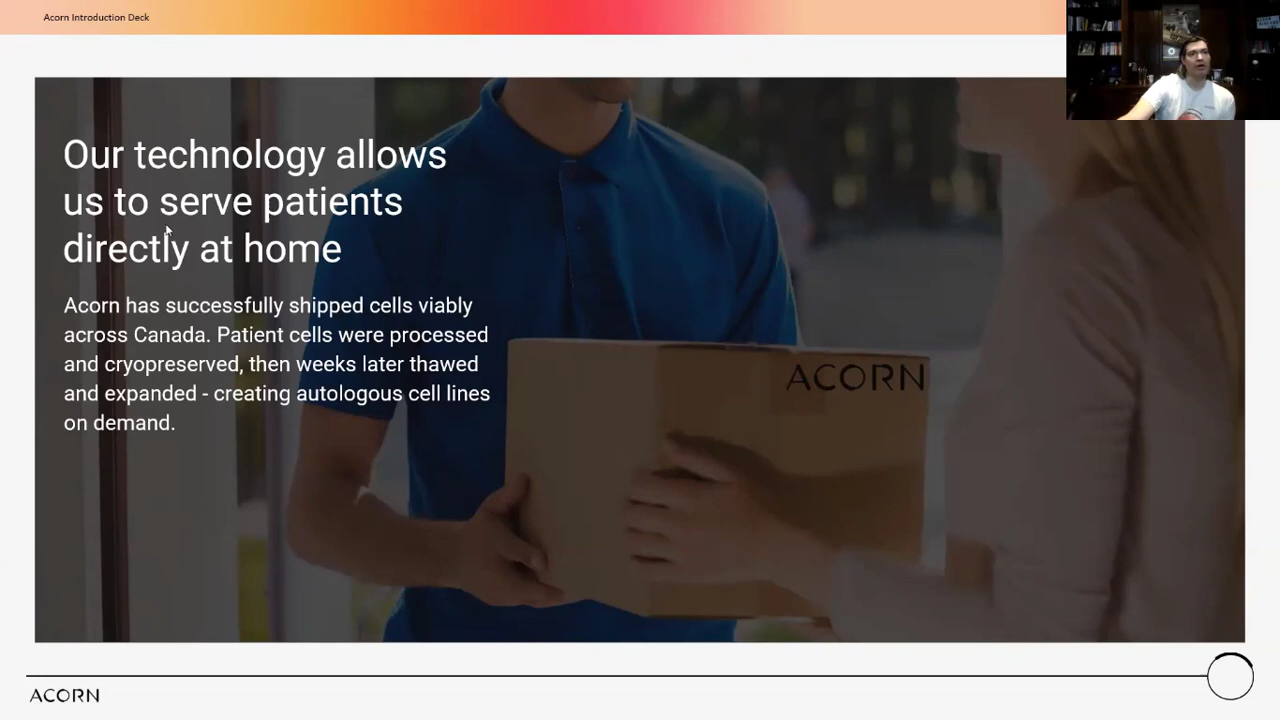 Acorn Introduction Deck
Our technology allows
us to serve patients
directly at home
Acorn has successfully shipped cells viably
across Canada. Patient cells were processed
and cryopreserved, then weeks later thawed
and expanded - creating autologous cell lines
on demand.
ACORN
ACORN